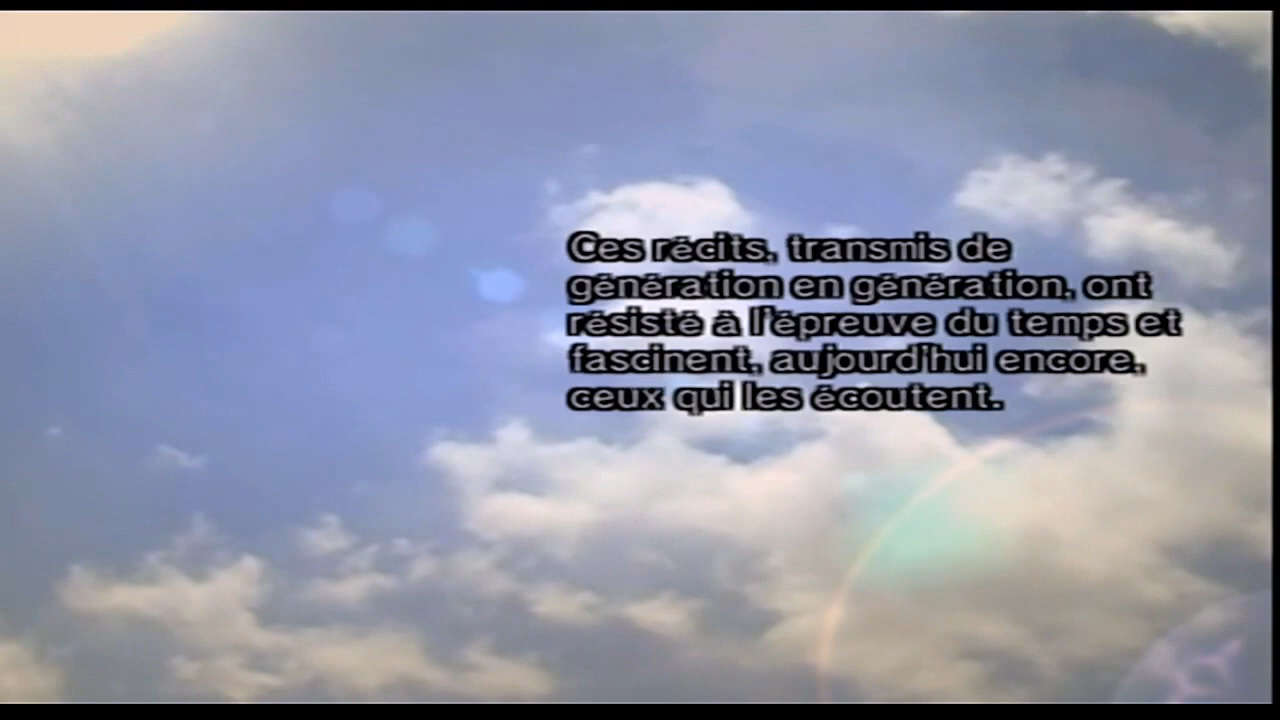 Ces récits, transmis de
génération en génération, ont
résisté à l'épreuve du temps et
fascinent, aujourd'hui encore,
ceux qui les écoutent.